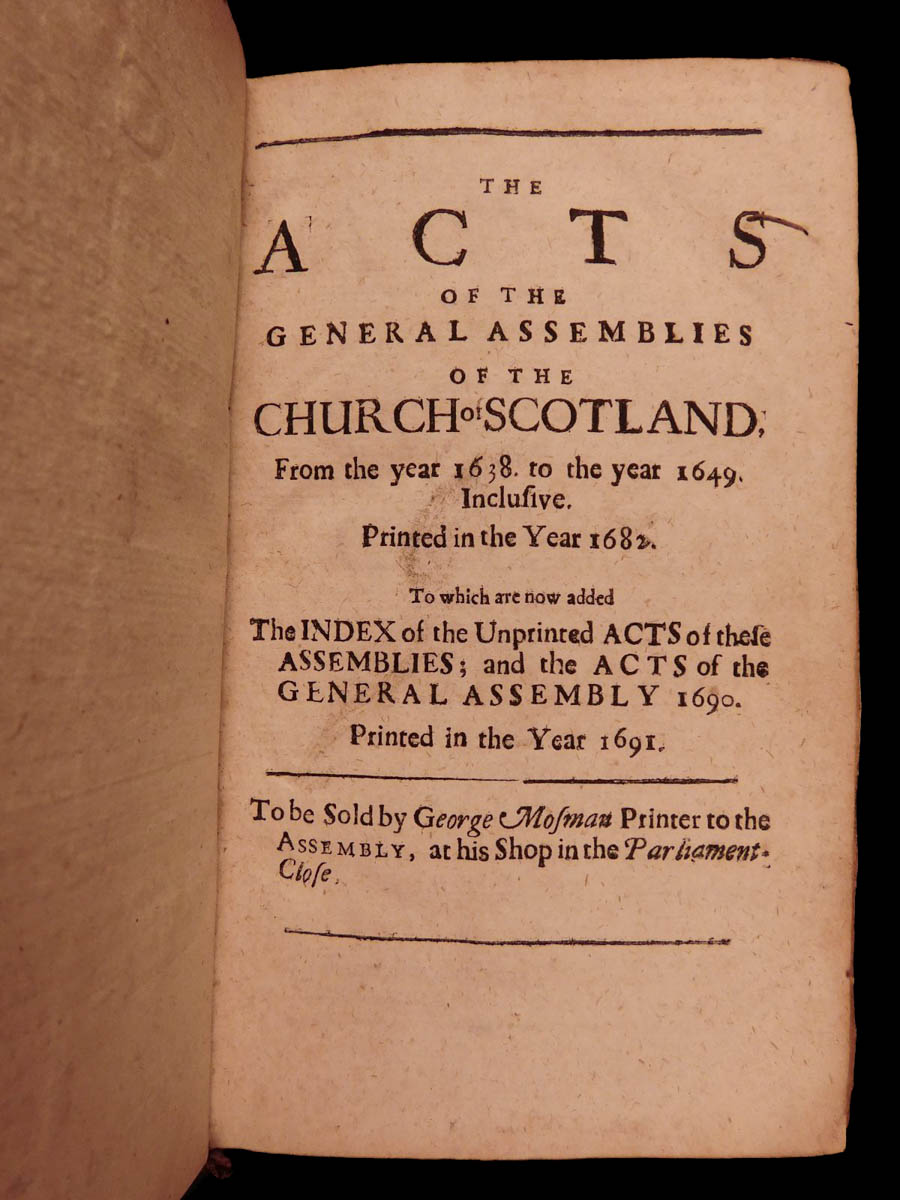 THE
ACTS
OF THE
GENERAL ASSEMBLIES
OF THE
CHURCH of SCOTLAND,
From the year 1638. to the year 1649.
Incluſive.
Printed in the Year 1682.
To which are now added
The INDEX of the Unprinted ACTS of theſe
ASSEMBLIES; and the ACTS of the
GENERAL ASSEMBLY 1690.
Printed in the Year 1691.
To be Sold by George Moſman Printer to the
ASSEMBLY, at his Shop in the Parliament-
Cloſe.